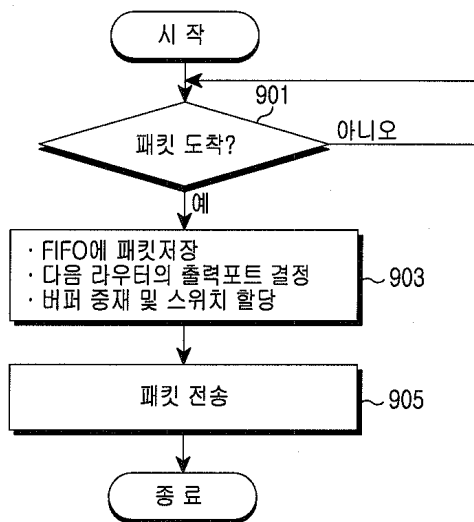 시 작
901
패킷 도착?
아니오
예
· FIFO에 패킷저장
· 다음 라우터의 출력포트 결정
· 버퍼 중재 및 스위치 할당
903
패킷 전송
905
종 료